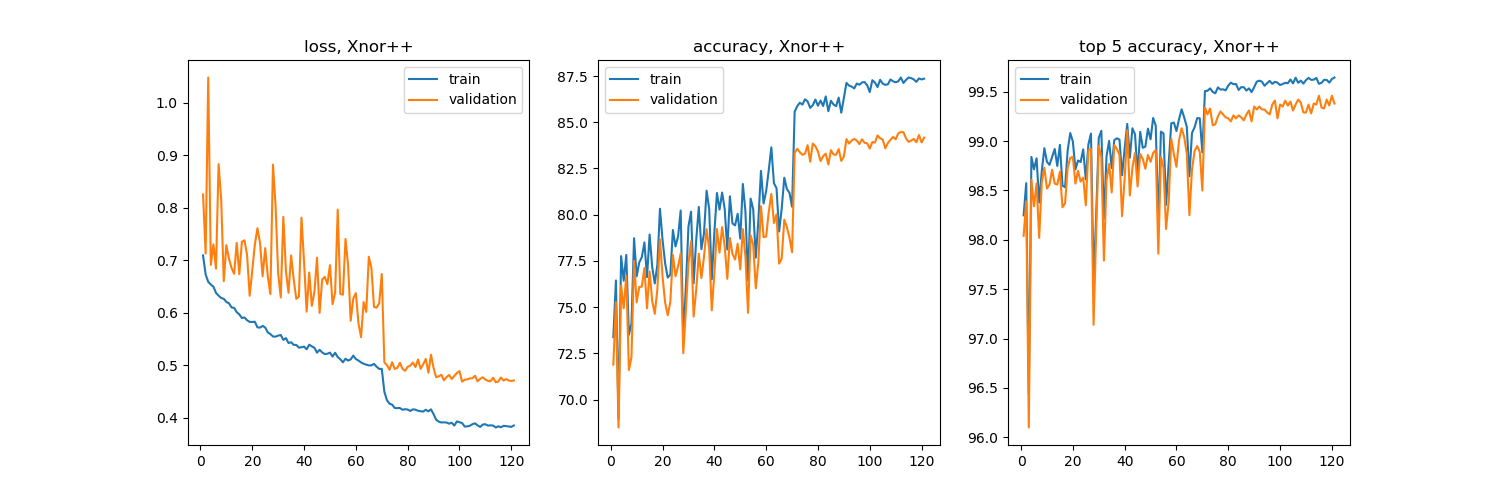 loss, Xnor++
train
validation
1.0
0.9
0.8
0.7
0.6
0.5
0.4
0 20 40 60 80 100 120
accuracy, Xnor++
train
validation
87.5
85.0
82.5
80.0
77.5
75.0
72.5
70.0
0 20 40 60 80 100 120
top 5 accuracy, Xnor++
train
validation
99.5
99.0
98.5
98.0
97.5
97.0
96.5
96.0
0 20 40 60 80 100 120